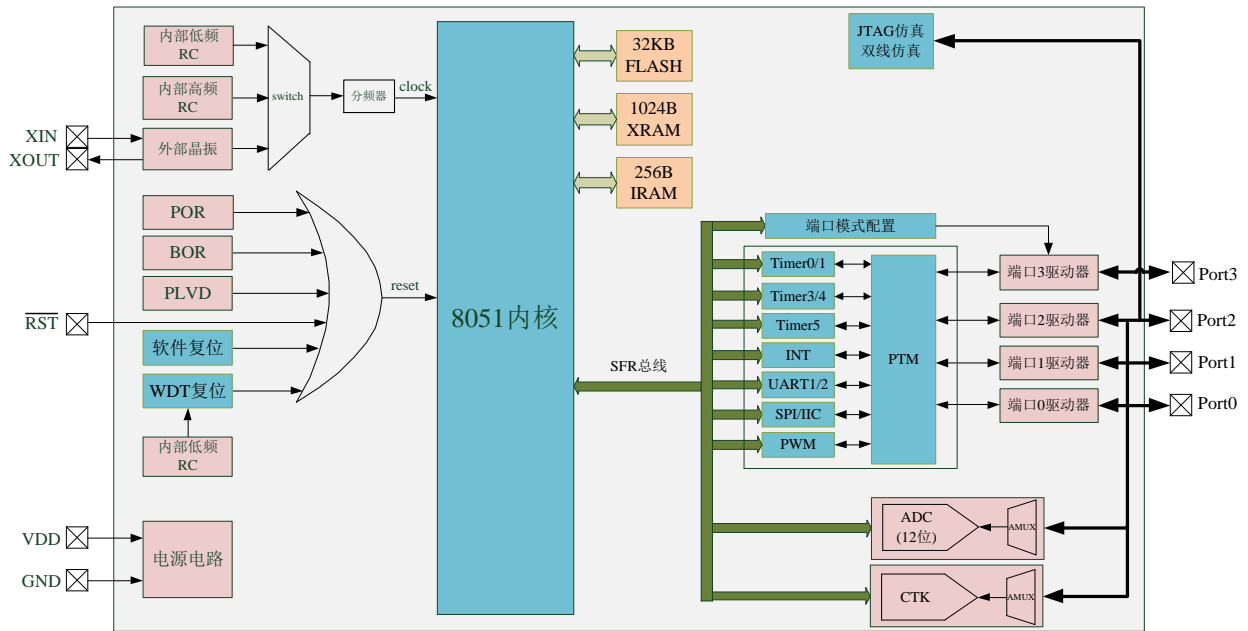 内部低频
RC
内部高频
RC
外部晶振
XIN
XOUT
switch
分频器
clock
POR
BOR
PLVD
RST
软件复位
WDT复位
内部低频
RC
reset
VDD
GND
电源电路
8051内核
32KB
FLASH
1024B
XRAM
256B
IRAM
JTAG仿真
双线仿真
SFR总线
端口模式配置
Timer0/1
Timer3/4
Timer5
INT
UART1/2
SPI/IIC
PWM
PTM
端口3驱动器
端口2驱动器
端口1驱动器
端口0驱动器
Port3
Port2
Port1
Port0
ADC
(12位)
AMUX
CTK
AMUX